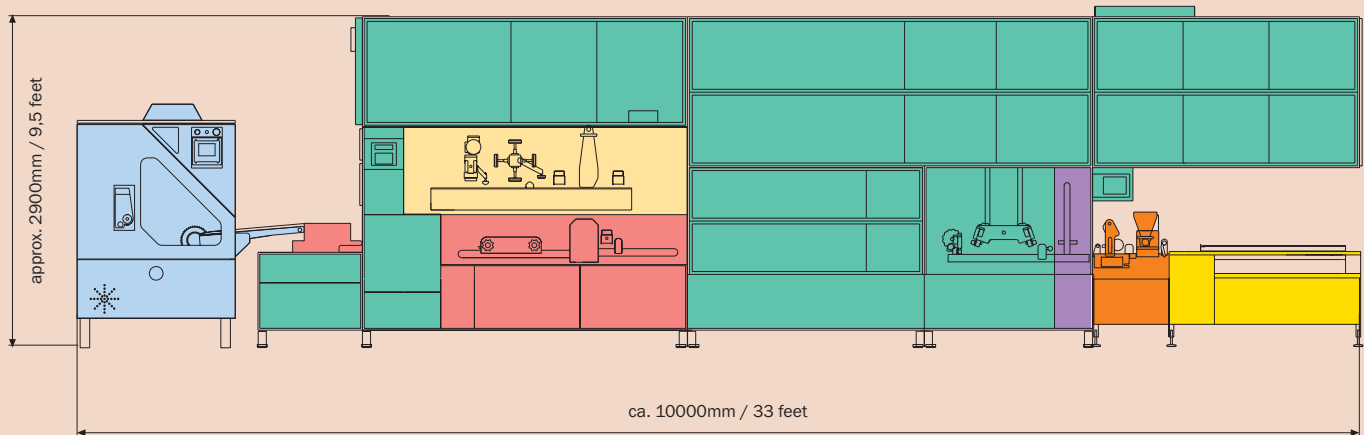 approx. 2900mm / 9,5 feet
ca. 10000mm / 33 feet